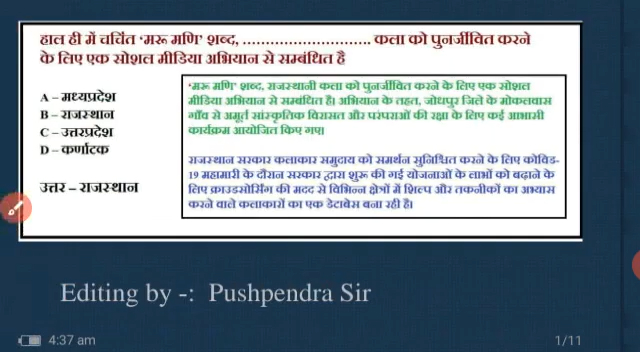 हाल ही में चर्चित ‘मरू मणि’ शब्द, ............................ कला को पुनर्जीवित करने
के लिए एक सोशल मीडिया अभियान से सम्बंधित है
A – मध्यप्रदेश
B – राजस्थान
C – उत्तरप्रदेश
D – कर्णाटक
उत्तर – राजस्थान
‘मरू मणि’ शब्द, राजस्थानी कला को पुनर्जीवित करने के लिए एक सोशल
मीडिया अभियान से सम्बंधित है। अभियान के तहत, जोधपुर जिले के मोकलवास
गाँव से अमूर्त सांस्कृतिक विरासत और परंपराओं की रक्षा के लिए कई आभासी
कार्यक्रम आयोजित किए गए।
राजस्थान सरकार कलाकार समुदाय को समर्थन सुनिश्चित करने के लिए कोविड-
19 महामारी के दौरान सरकार द्वारा शुरू की गई योजनाओं के लाभों को बढ़ाने के
लिए क्राउडसोर्सिंग की मदद से विभिन्न क्षेत्रों में शिल्प और तकनीकों का अभ्यास
करने वाले कलाकारों का एक डेटाबेस बना रही है।
Editing by -: Pushpendra Sir
4:37 am
1/11